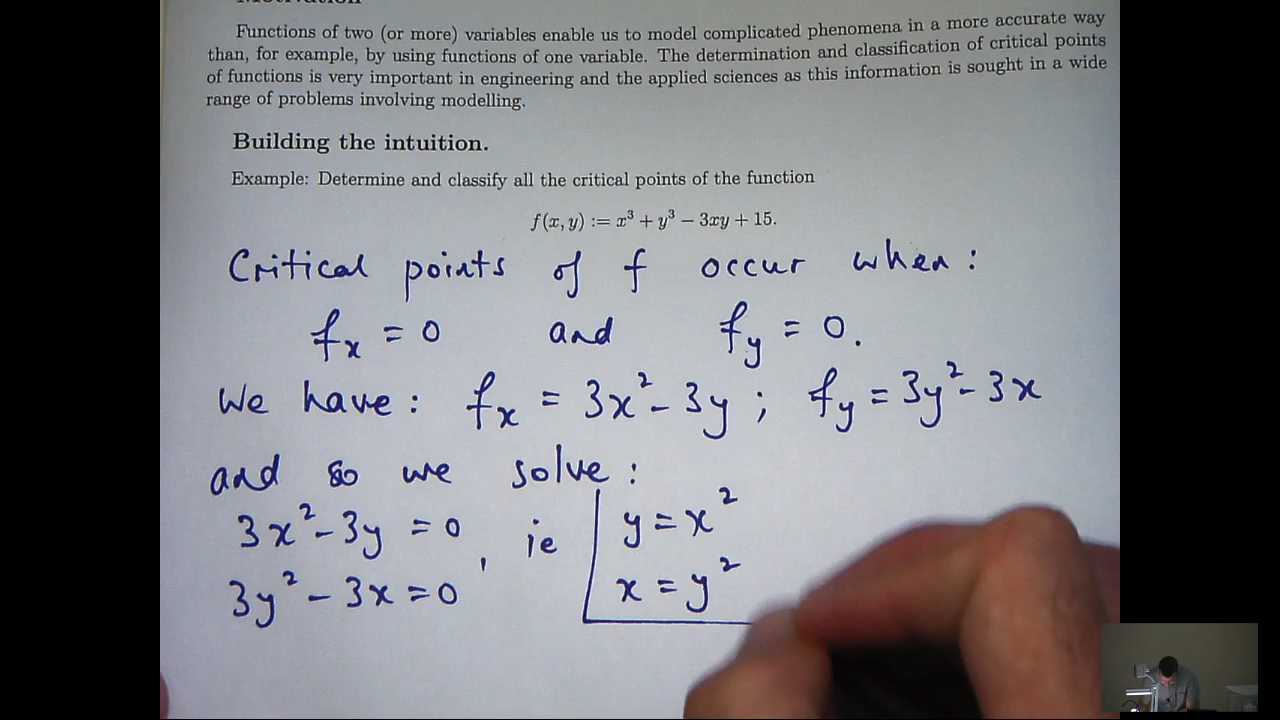 Motivation
Functions of two (or more) variables enable us to model complicated phenomena in a more accurate way
than, for example, by using functions of one variable. The determination and classification of critical points
of functions is very important in engineering and the applied sciences as this information is sought in a wide
range of problems involving modelling.
Building the intuition.
Example: Determine and classify all the critical points of the function
f(x, y) := x³ + y³ − 3xy + 15.
Critical points of f occur when:
fₓ = 0 and f_y = 0.
We have: fₓ = 3x² - 3y ; f_y = 3y² - 3x
and so we solve:
3x² - 3y = 0 , ie y = x²
3y² - 3x = 0 x = y²